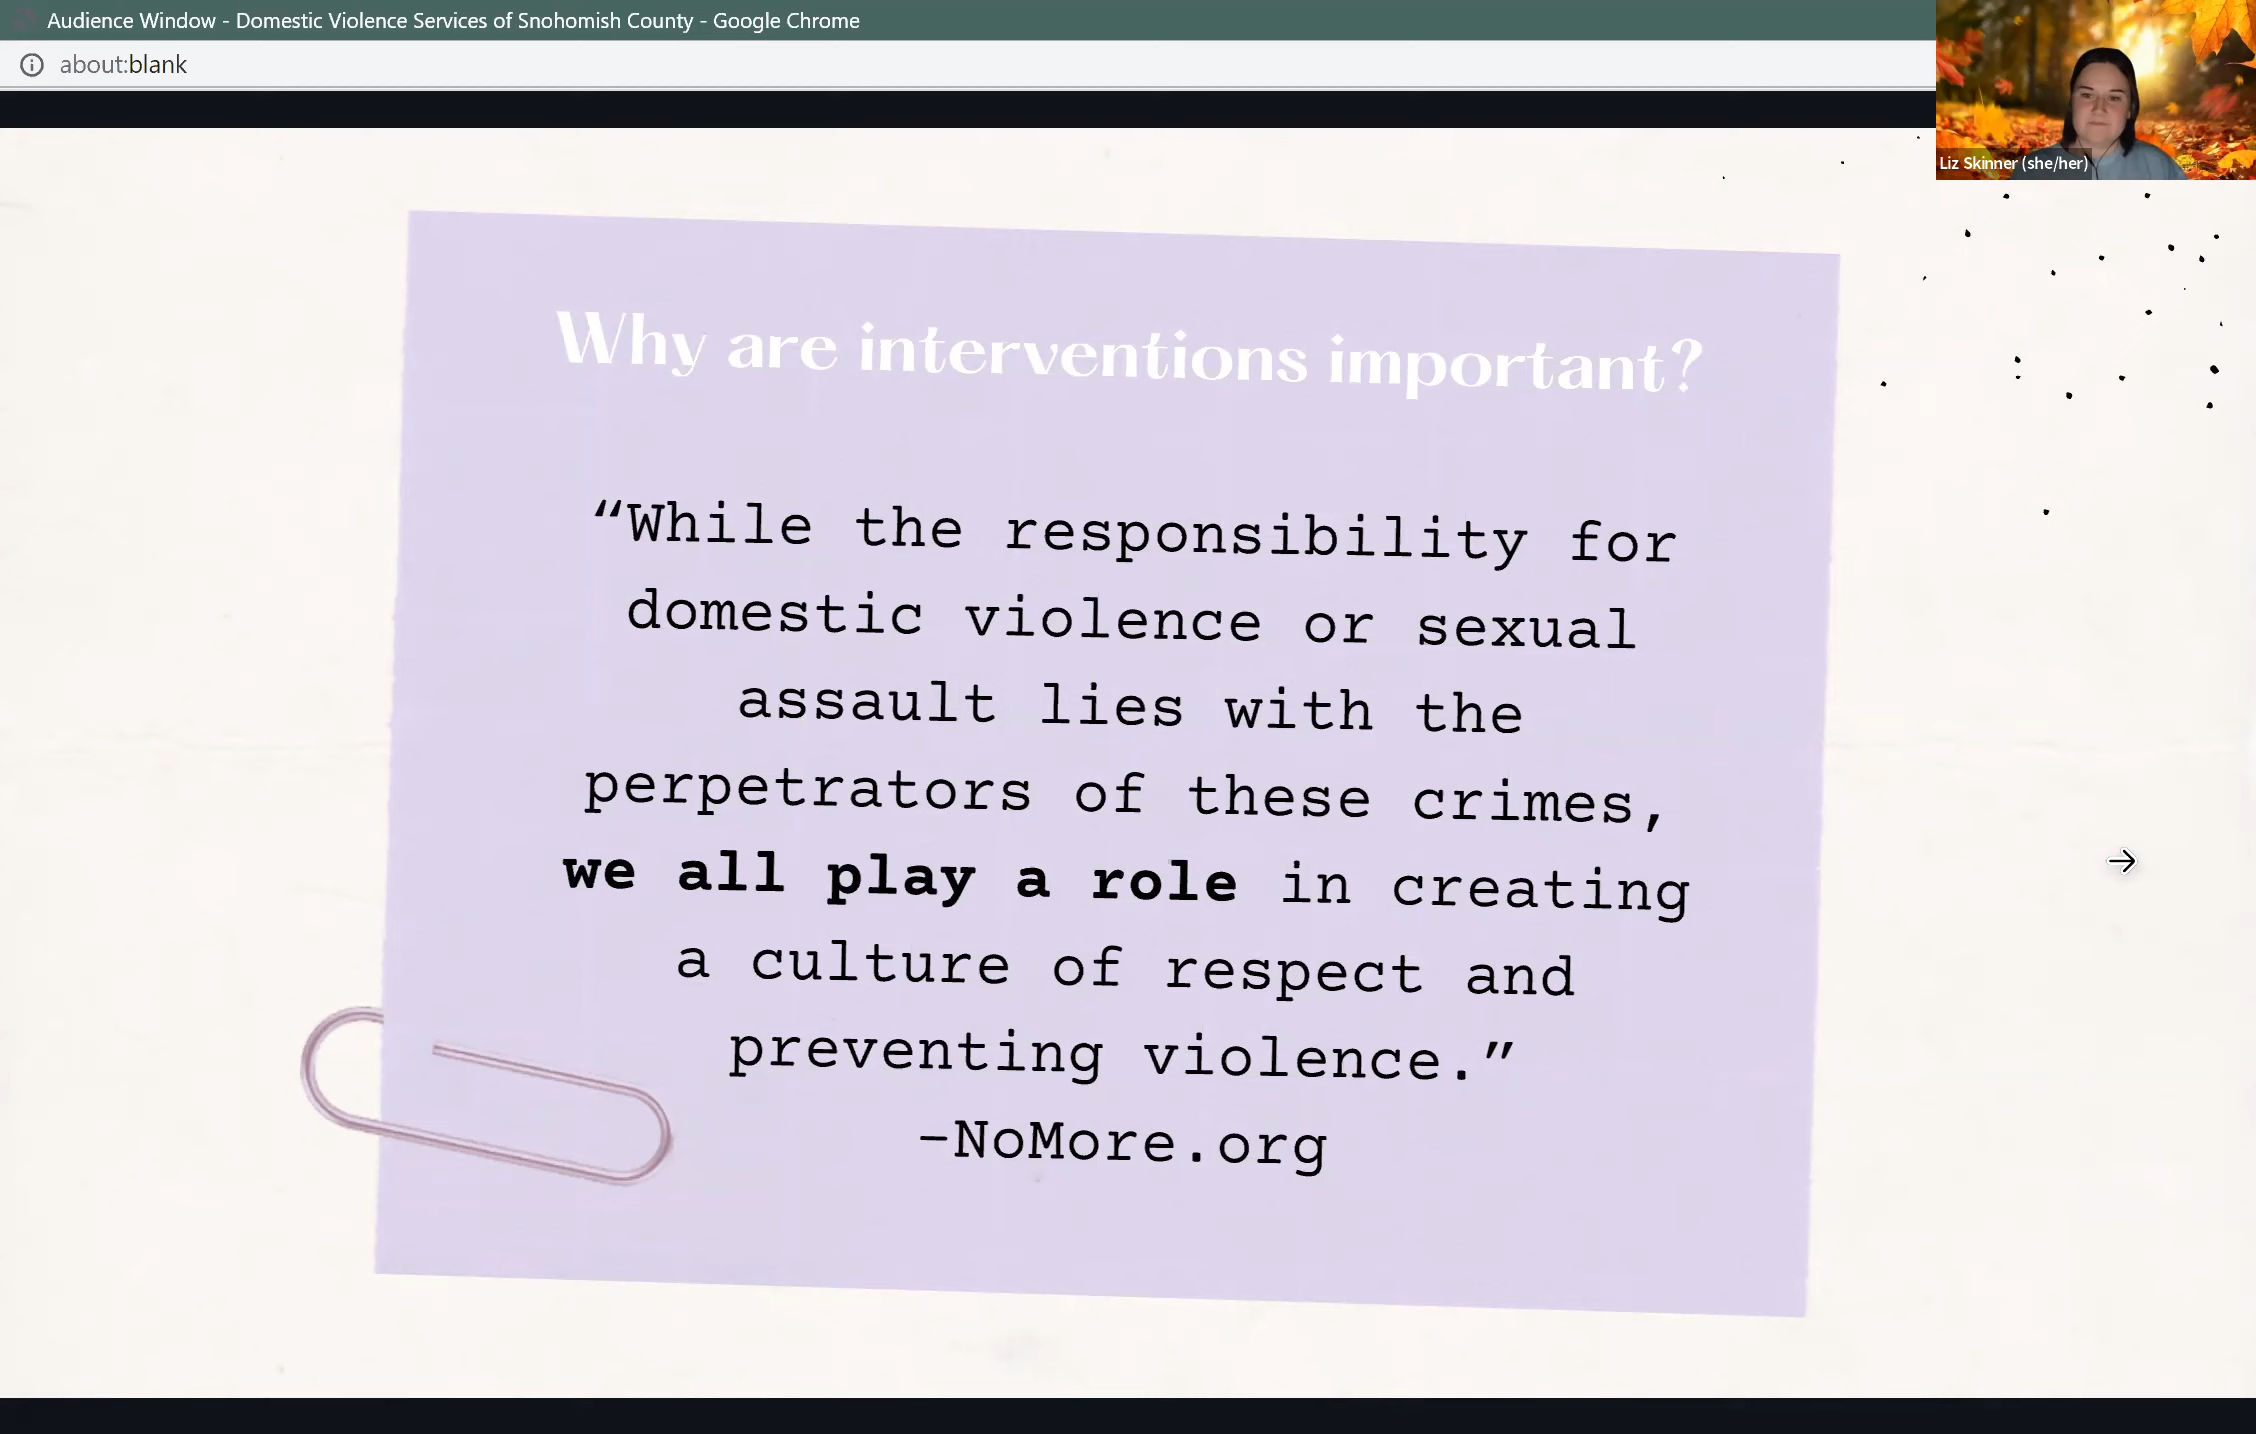 Audience Window - Domestic Violence Services of Snohomish County - Google Chrome
about:blank
Liz Skinner (she/her)
Why are interventions important?
“While the responsibility for
domestic violence or sexual
assault lies with the
perpetrators of these crimes,
we all play a role in creating
a culture of respect and
preventing violence.”
-NoMore.org